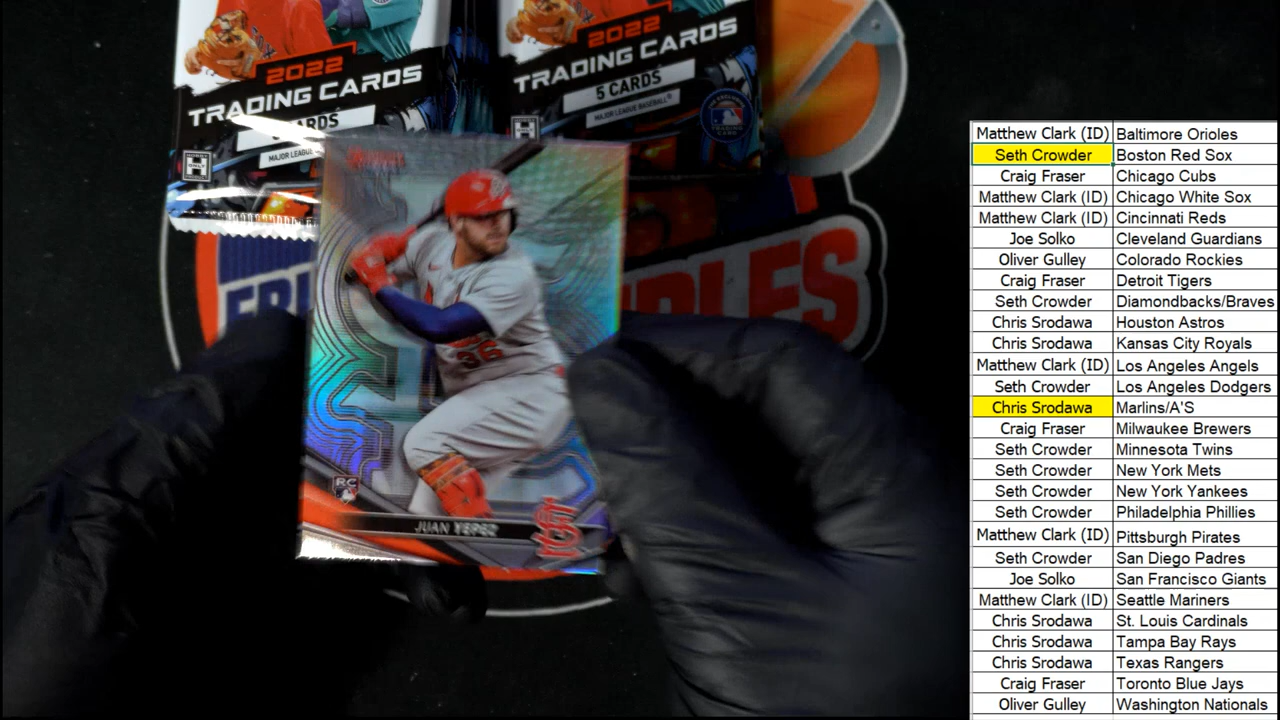 2022
TRADING CARDS
CARDS
MAJOR LEAGUE
2022
TRADING CARDS
5 CARDS
MAJOR LEAGUE BASEBALL
36
RC
JUAN YEPEZ
Matthew Clark (ID) Baltimore Orioles
Seth Crowder Boston Red Sox
Craig Fraser Chicago Cubs
Matthew Clark (ID) Chicago White Sox
Matthew Clark (ID) Cincinnati Reds
Joe Solko Cleveland Guardians
Oliver Gulley Colorado Rockies
Craig Fraser Detroit Tigers
Seth Crowder Diamondbacks/Braves
Chris Srodawa Houston Astros
Chris Srodawa Kansas City Royals
Matthew Clark (ID) Los Angeles Angels
Seth Crowder Los Angeles Dodgers
Chris Srodawa Marlins/A'S
Craig Fraser Milwaukee Brewers
Seth Crowder Minnesota Twins
Seth Crowder New York Mets
Seth Crowder New York Yankees
Seth Crowder Philadelphia Phillies
Matthew Clark (ID) Pittsburgh Pirates
Seth Crowder San Diego Padres
Joe Solko San Francisco Giants
Matthew Clark (ID) Seattle Mariners
Chris Srodawa St. Louis Cardinals
Chris Srodawa Tampa Bay Rays
Chris Srodawa Texas Rangers
Craig Fraser Toronto Blue Jays
Oliver Gulley Washington Nationals